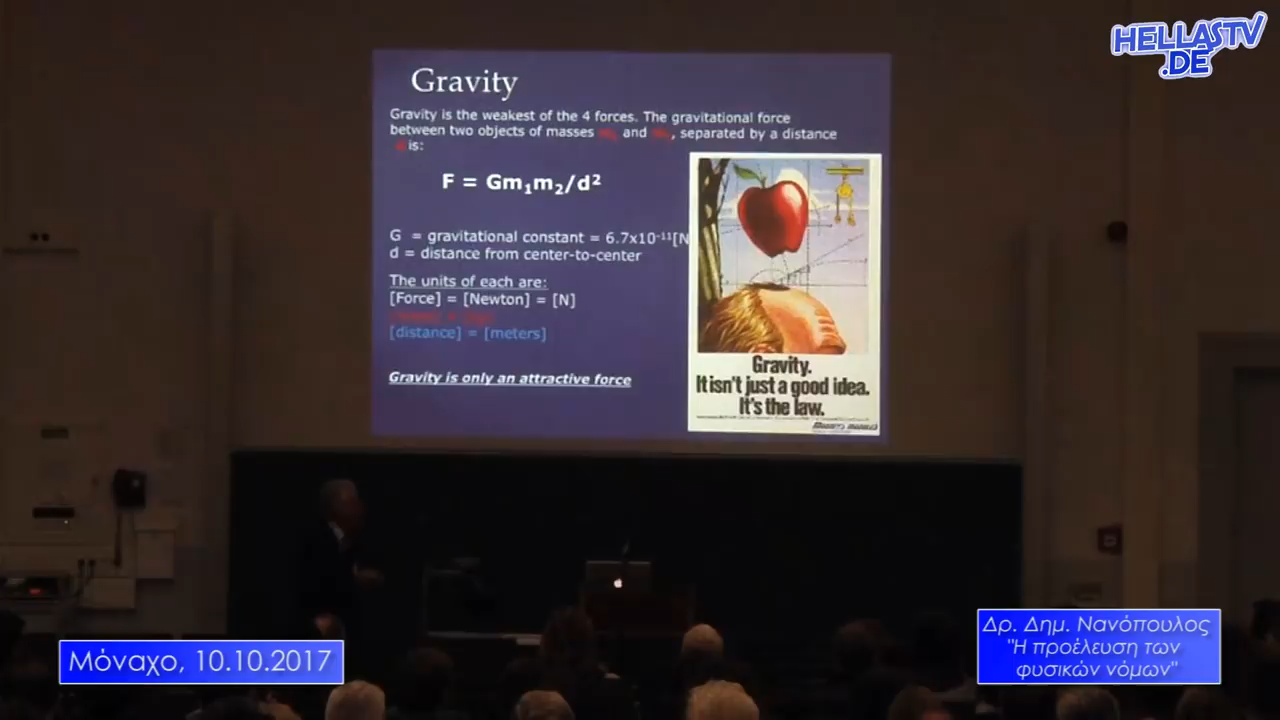 HELLASTV
.DE
Gravity
Gravity is the weakest of the 4 forces. The gravitational force
between two objects of masses and , separated by a distance
is:
F = Gm₁m₂/d²
G = gravitational constant = 6.7x10⁻¹¹[N
d = distance from center-to-center
The units of each are:
[Force] = [Newton] = [N]
[distance] = [meters]
Gravity is only an attractive force
Gravity.
It isn't just a good idea.
It's the law.
Μόναχο, 10.10.2017
Δρ. Δημ. Νανόπουλος
"Η προέλευση των
φυσικών νόμων"